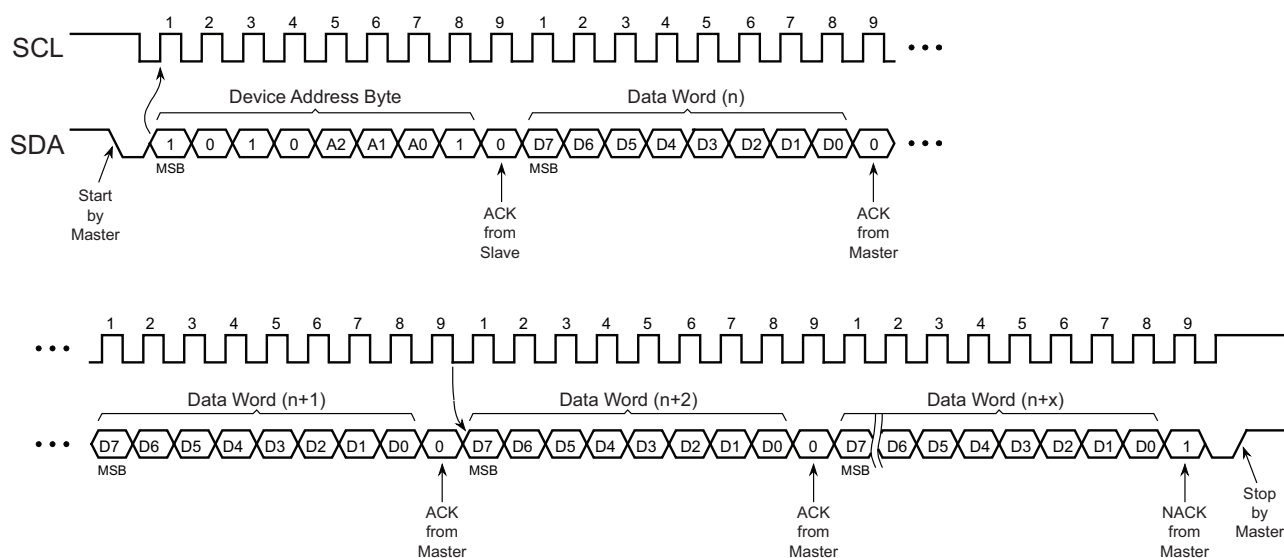 1 2 3 4 5 6 7 8 9 1 2 3 4 5 6 7 8 9
SCL
Device Address Byte Data Word (n)
SDA 1 0 1 0 A2 A1 A0 1 0 D7 D6 D5 D4 D3 D2 D1 D0 0
MSB MSB
Start
by
Master
ACK
from
Slave
ACK
from
Master
1 2 3 4 5 6 7 8 9 1 2 3 4 5 6 7 8 9 1 2 3 4 5 6 7 8 9
Data Word (n+1) Data Word (n+2) Data Word (n+x)
D7 D6 D5 D4 D3 D2 D1 D0 0 D7 D6 D5 D4 D3 D2 D1 D0 0 D7 D6 D5 D4 D3 D2 D1 D0 1
MSB MSB MSB
ACK
from
Master
ACK
from
Master
NACK
from
Master
Stop
by
Master